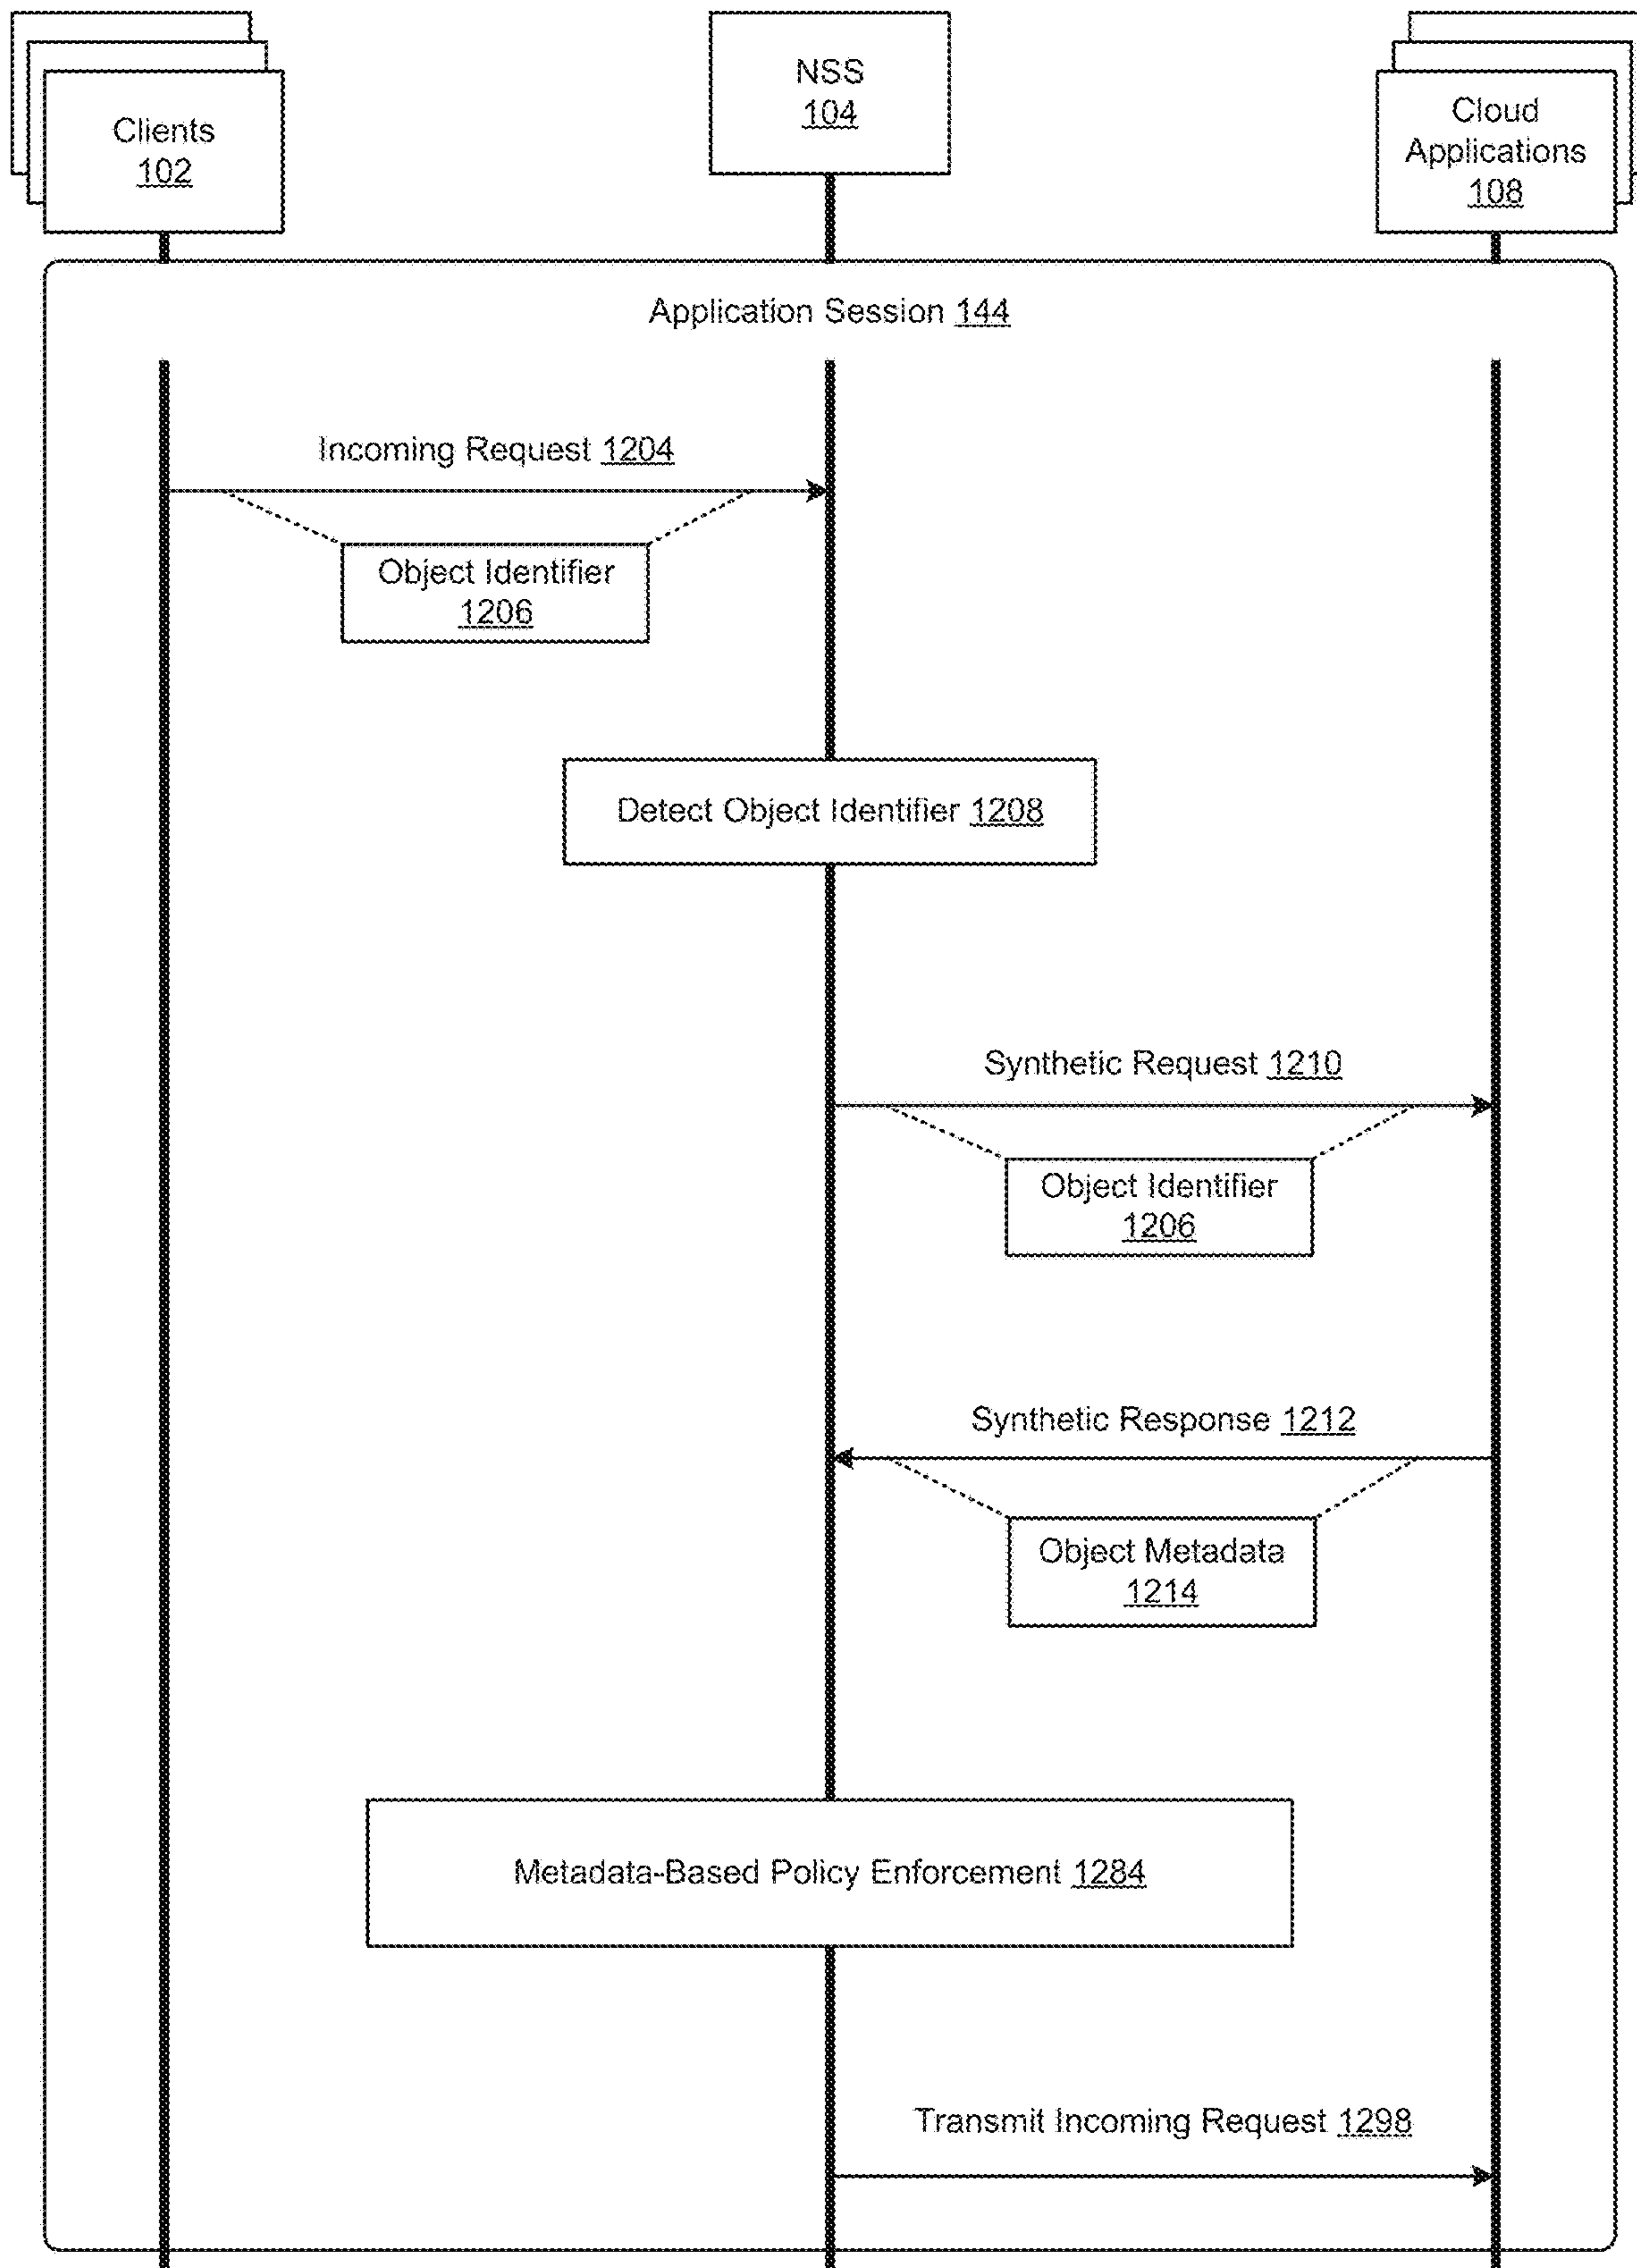 Clients
102
NSS
104
Cloud
Applications
108
Application Session 144
Incoming Request 1204
Object Identifier
1206
Detect Object Identifier 1208
Synthetic Request 1210
Object Identifier
1206
Synthetic Response 1212
Object Metadata
1214
Metadata-Based Policy Enforcement 1284
Transmit Incoming Request 1298